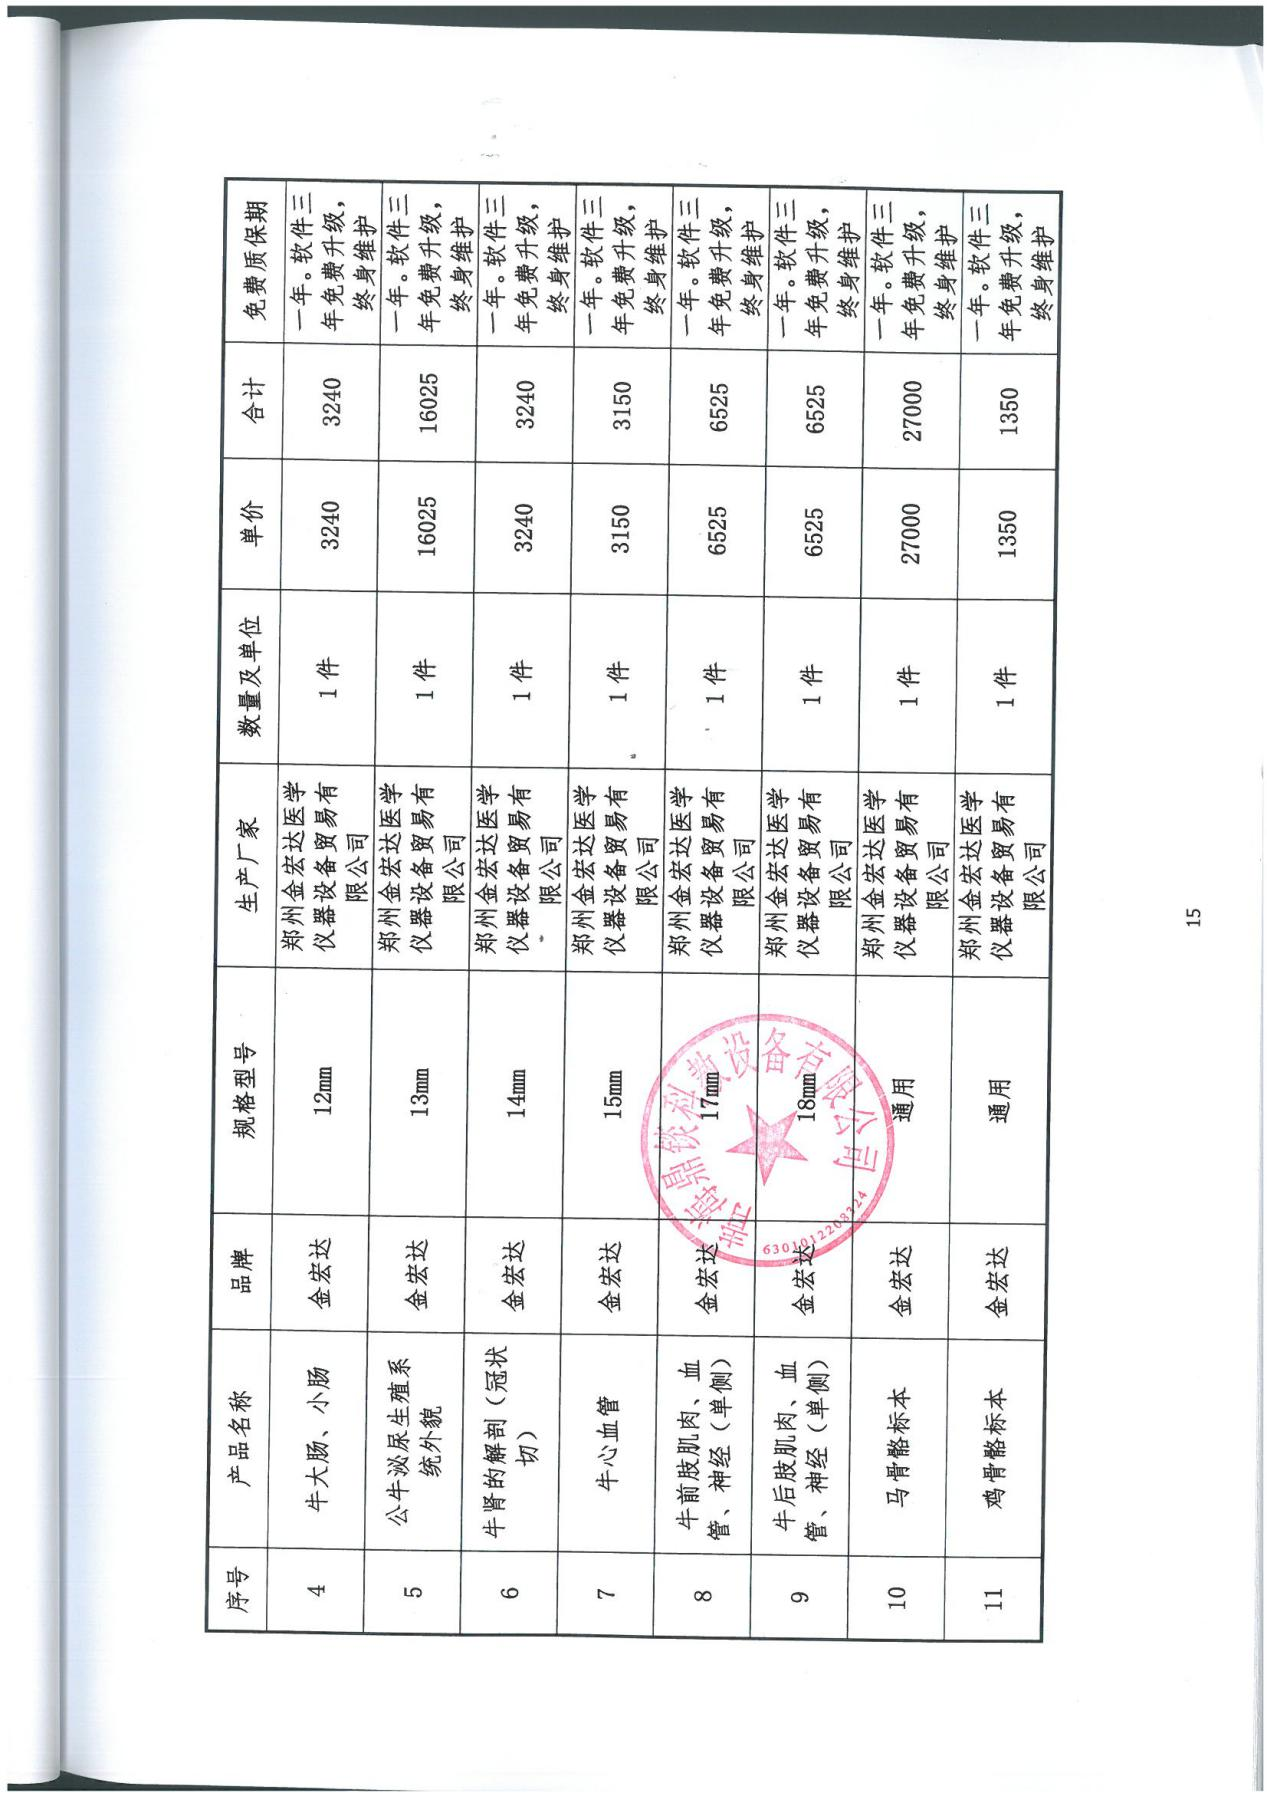 序号 产品名称 品牌 规格型号 生产厂家 数量及单位 单价 合计 免费质保期
4 牛大肠、小肠 金宏达 12mm 郑州金宏达医学仪器设备贸易有限公司 1件 3240 3240 一年。软件三年免费升级，终身维护
5 公牛泌尿生殖系统外貌 金宏达 13mm 郑州金宏达医学仪器设备贸易有限公司 1件 16025 16025 一年。软件三年免费升级，终身维护
6 牛肾的解剖（冠状切） 金宏达 14mm 郑州金宏达医学仪器设备贸易有限公司 1件 3240 3240 一年。软件三年免费升级，终身维护
7 牛心血管 金宏达 15mm 郑州金宏达医学仪器设备贸易有限公司 1件 3150 3150 一年。软件三年免费升级，终身维护
8 牛前肢肌肉、血管、神经（单侧） 金宏达 17mm 郑州金宏达医学仪器设备贸易有限公司 1件 6525 6525 一年。软件三年免费升级，终身维护
9 牛后肢肌肉、血管、神经（单侧） 金宏达 18mm 郑州金宏达医学仪器设备贸易有限公司 1件 6525 6525 一年。软件三年免费升级，终身维护
10 马骨骼标本 金宏达 通用 郑州金宏达医学仪器设备贸易有限公司 1件 27000 27000 一年。软件三年免费升级，终身维护
11 鸡骨骼标本 金宏达 通用 郑州金宏达医学仪器设备贸易有限公司 1件 1350 1350 一年。软件三年免费升级，终身维护
青海鼎锬科教设备有限公司
6301012208324
15